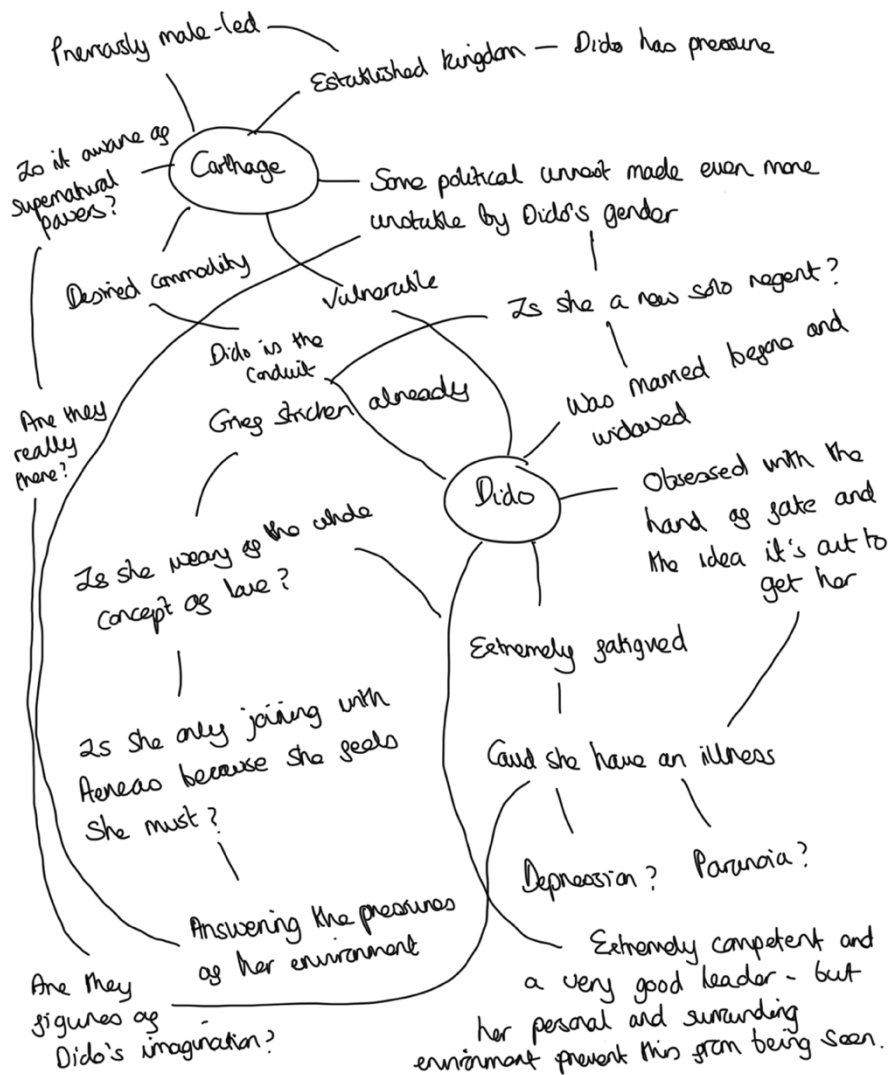 Previously male-led
Established kingdom - Dido has pressure
Carthage
Is it aware of
supernatural
powers?
Some political unrest made even more
unstable by Dido's gender
Desired commodity
Vulnerable
Is she a new solo regent?
Dido is the
conduit
Was married before and
widowed
Grief stricken already
Are they
really
there?
Dido
Obsessed with the
hand of fate and
the idea it's out to
get her
Is she weary of the whole
concept of love?
Extremely fatigued
Is she only joining with
Aeneas because she feels
she must?
Could she have an illness
Depression?
Paranoia?
Answering the pressures
of her environment
Are they
figures of
Dido's imagination?
Extremely competent and
a very good leader - but
her personal and surrounding
environment prevent this from being seen.